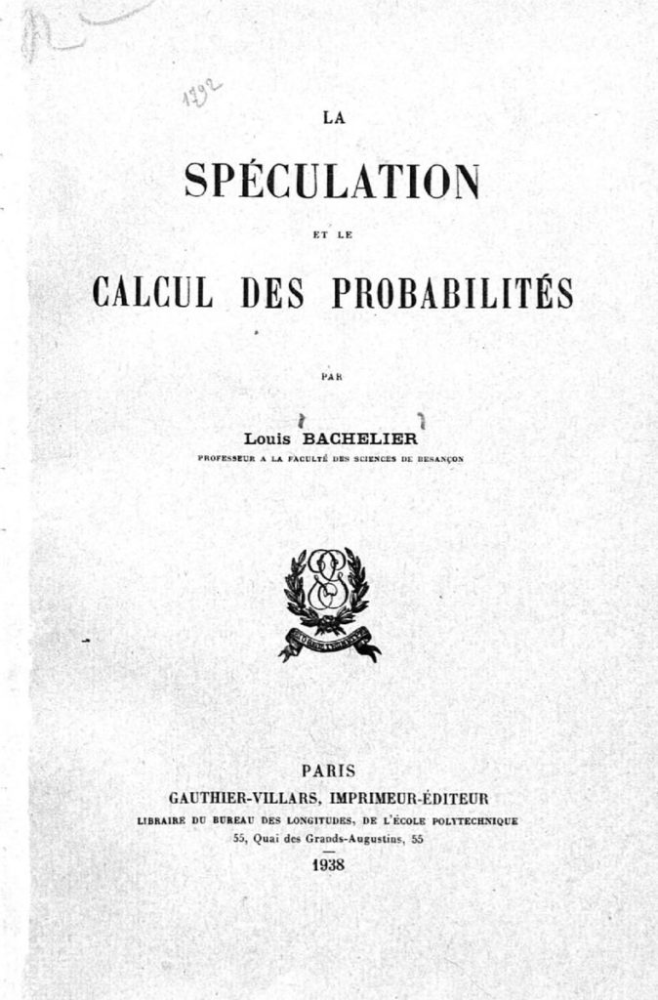 1792
LA
SPÉCULATION
ET LE
CALCUL DES PROBABILITÉS
PAR
Louis BACHELIER
PROFESSEUR A LA FACULTÉ DES SCIENCES DE BESANÇON
PARIS
GAUTHIER-VILLARS, IMPRIMEUR-ÉDITEUR
LIBRAIRE DU BUREAU DES LONGITUDES, DE L'ÉCOLE POLYTECHNIQUE
55, Quai des Grands-Augustins, 55
1938